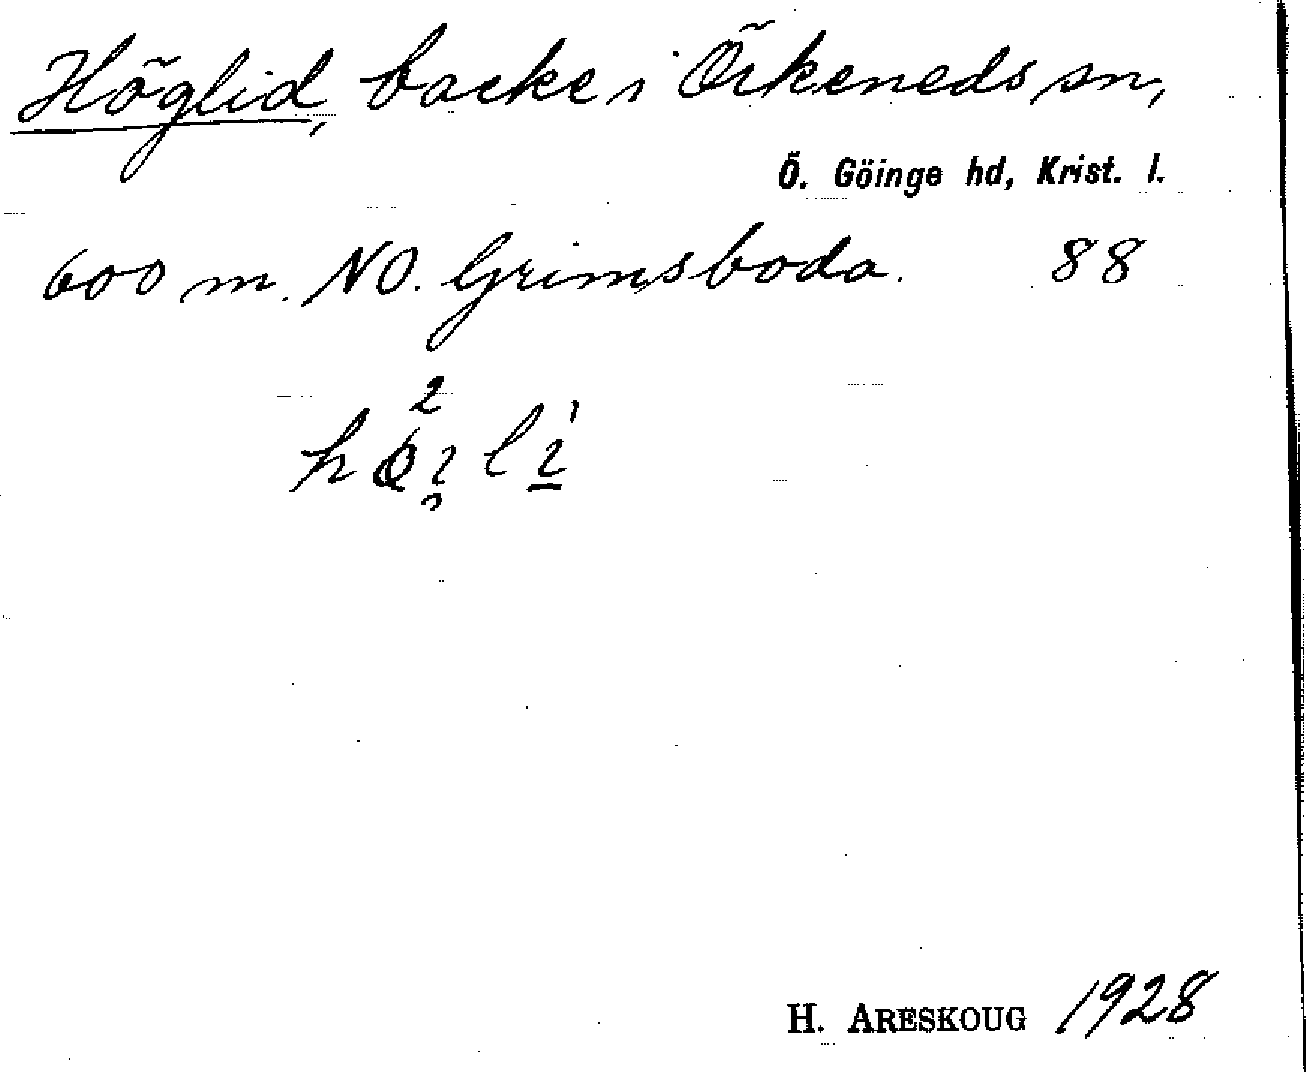 Höglid, backe i Örkeneds sn,
Ö. Göinge hd, Krist. l.
600 m. NO. Grimsboda. 88
H. ARESKOUG 1928